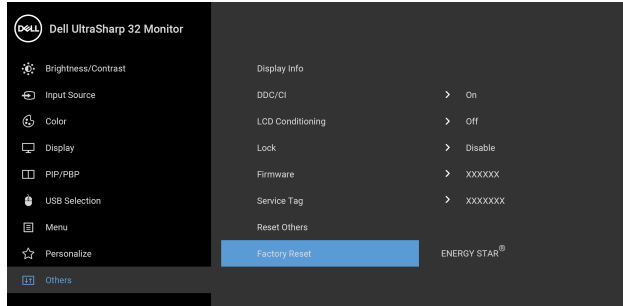 DELL Dell UltraSharp 32 Monitor
Brightness/Contrast
Input Source
Color
Display
PIP/PBP
USB Selection
Menu
Personalize
Others
Display Info
DDC/CI > On
LCD Conditioning > Off
Lock > Disable
Firmware > XXXXXX
Service Tag > XXXXXXX
Reset Others
Factory Reset ENERGY STAR®